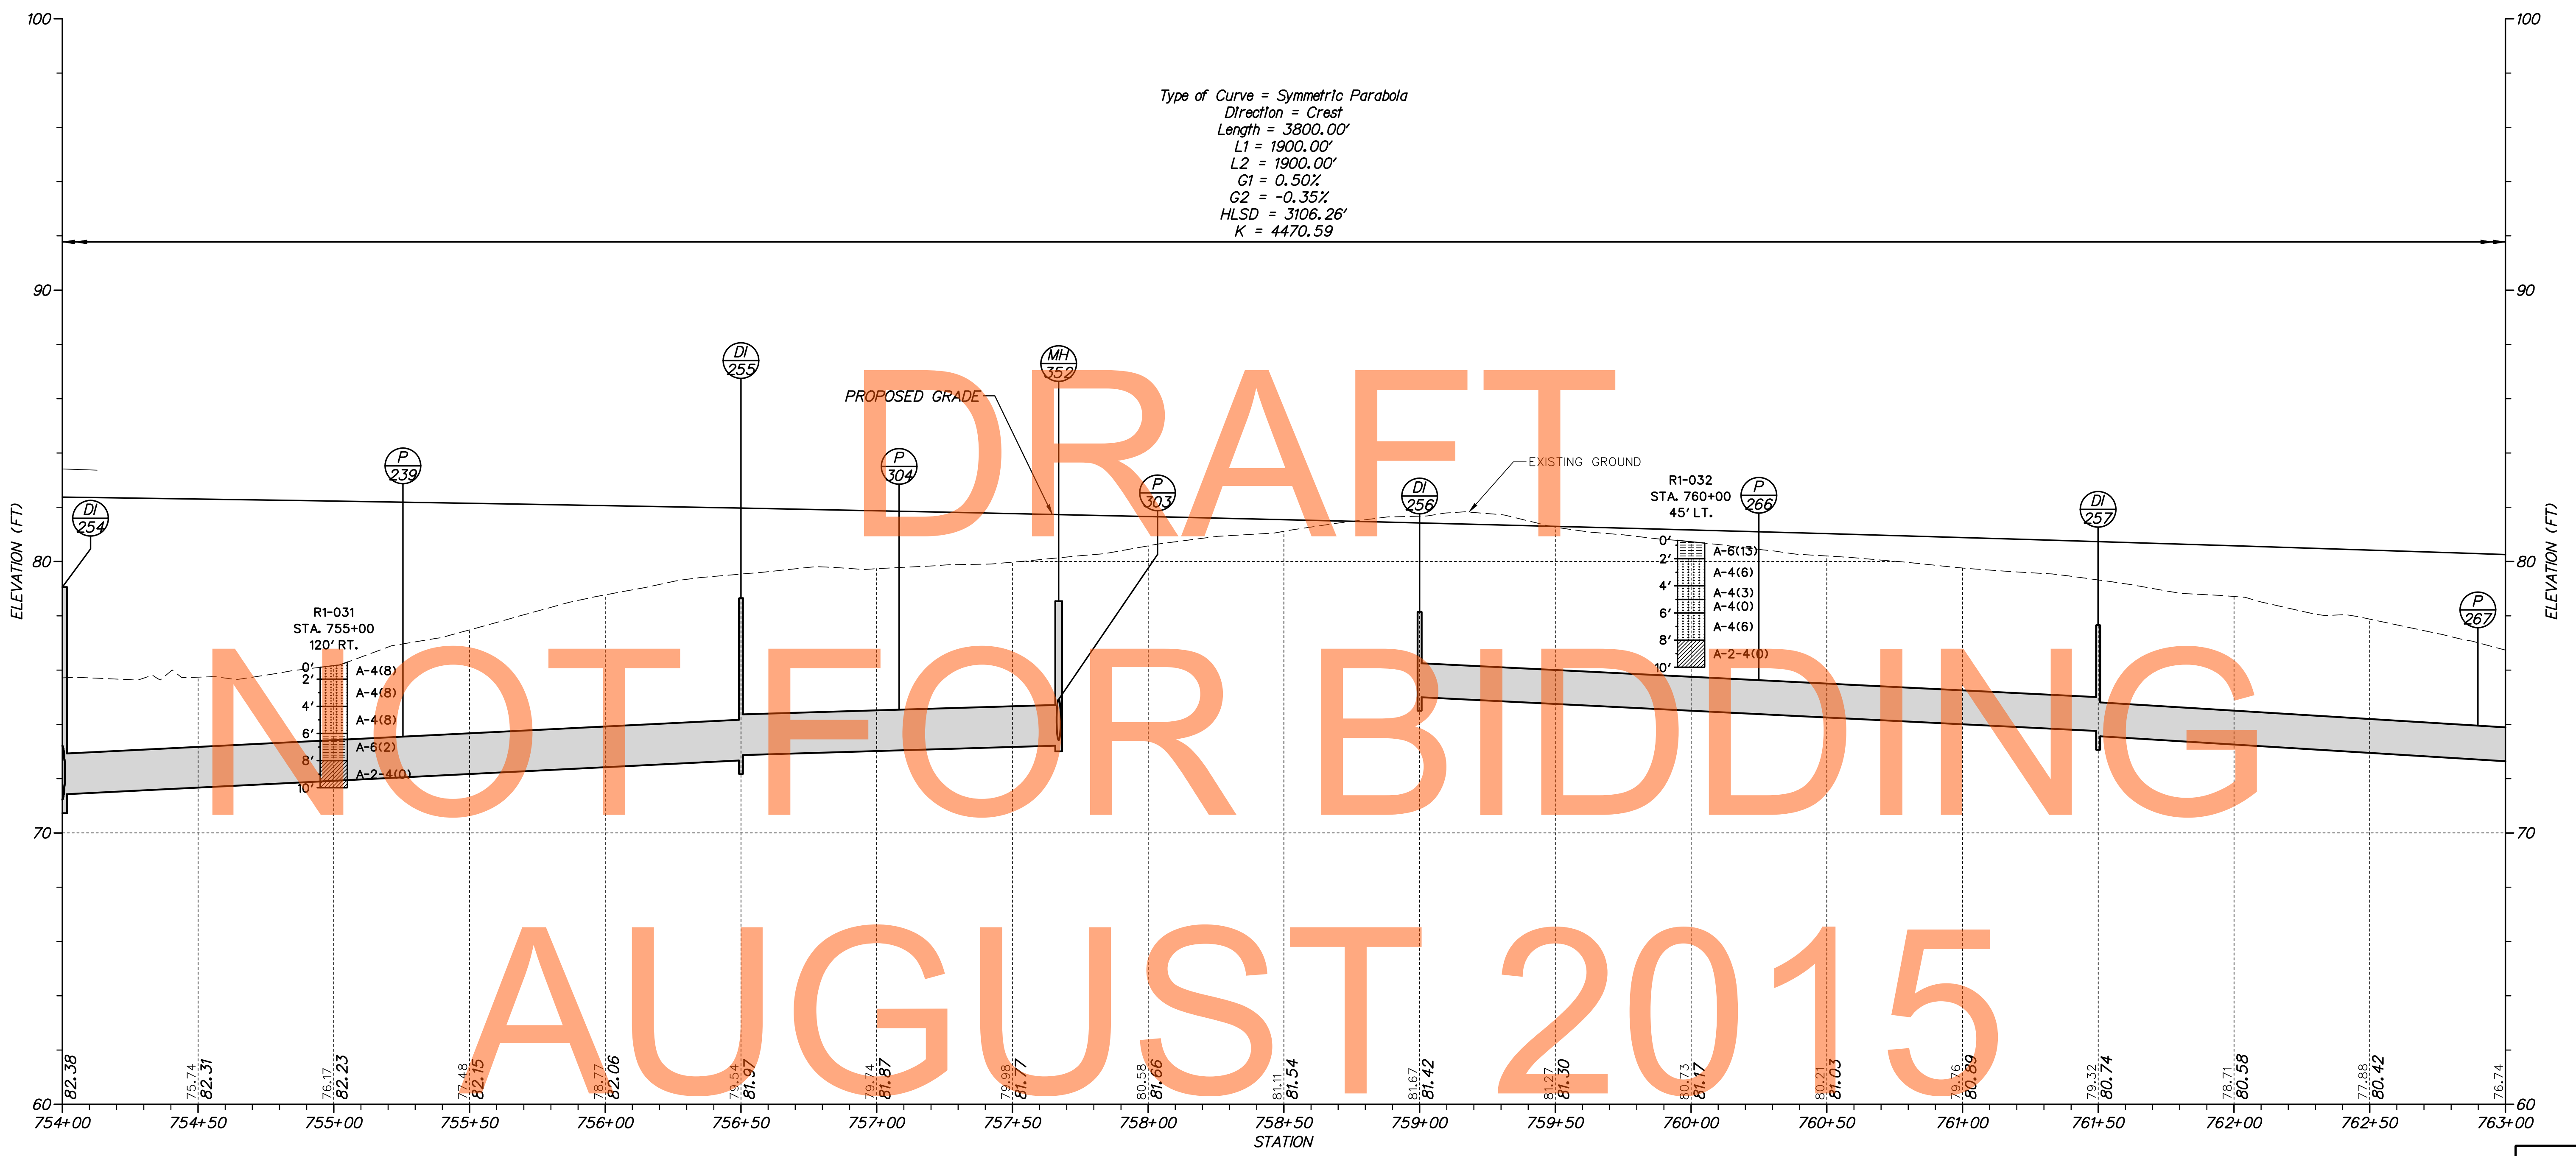 100
100
Type of Curve = Symmetric Parabola
Direction = Crest
Length = 3800.00'
L1 = 1900.00'
L2 = 1900.00'
G1 = 0.50%
G2 = -0.35%
HLSD = 3106.26'
K = 4470.59
90
90
DI
255
MH
352
DRAFT
PROPOSED GRADE
P
239
P
304
P
303
EXISTING GROUND
DI
256
R1-032
STA. 760+00
45' LT.
P
266
DI
257
DI
254
ELEVATION (FT)
80
80
ELEVATION (FT)
0'
2'
4'
6'
8'
10'
A-6(13)
A-4(6)
A-4(3)
A-4(0)
A-4(6)
A-2-4(0)
P
267
R1-031
STA. 755+00
120' RT.
0'
2'
4'
6'
8'
10'
A-4(8)
A-4(8)
A-4(8)
A-6(2)
A-2-4(0)
NOT FOR BIDDING
70
70
AUGUST 2015
82.38
75.74
82.31
76.17
82.23
77.48
82.15
78.77
82.06
79.54
81.97
79.74
81.87
79.98
81.77
80.58
81.66
81.11
81.54
81.67
81.42
81.27
81.30
80.73
81.17
80.21
81.03
79.76
80.89
79.32
80.74
78.71
80.58
77.88
80.42
76.74
60
60
754+00 754+50 755+00 755+50 756+00 756+50 757+00 757+50 758+00 758+50 759+00 759+50 760+00 760+50 761+00 761+50 762+00 762+50 763+00
STATION